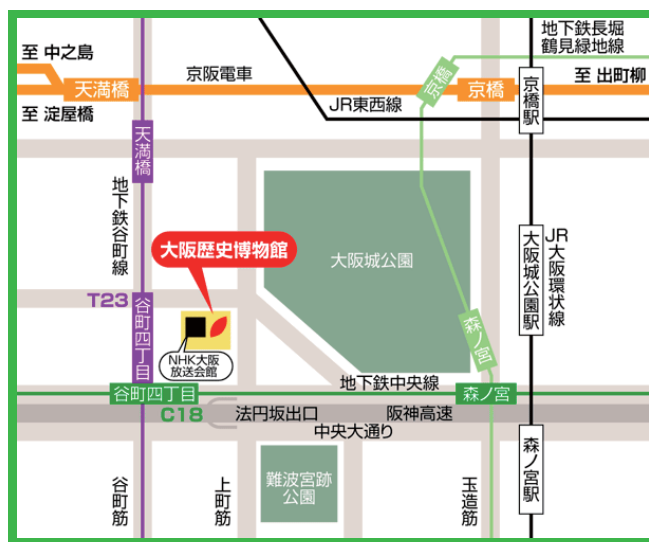 地下鉄長堀
鶴見緑地線
至 中之島
京阪電車
天満橋
京橋
京橋
至 出町柳
京橋駅
至 淀屋橋
JR東西線
天満橋
地下鉄谷町線
大阪歴史博物館
大阪城公園
JR大阪環状線
大阪城公園駅
T23
谷町四丁目
NHK大阪
放送会館
森ノ宮
地下鉄中央線
谷町四丁目
森ノ宮
C18
法円坂出口
阪神高速
中央大通り
森ノ宮駅
谷町筋
上町筋
難波宮跡
公園
玉造筋